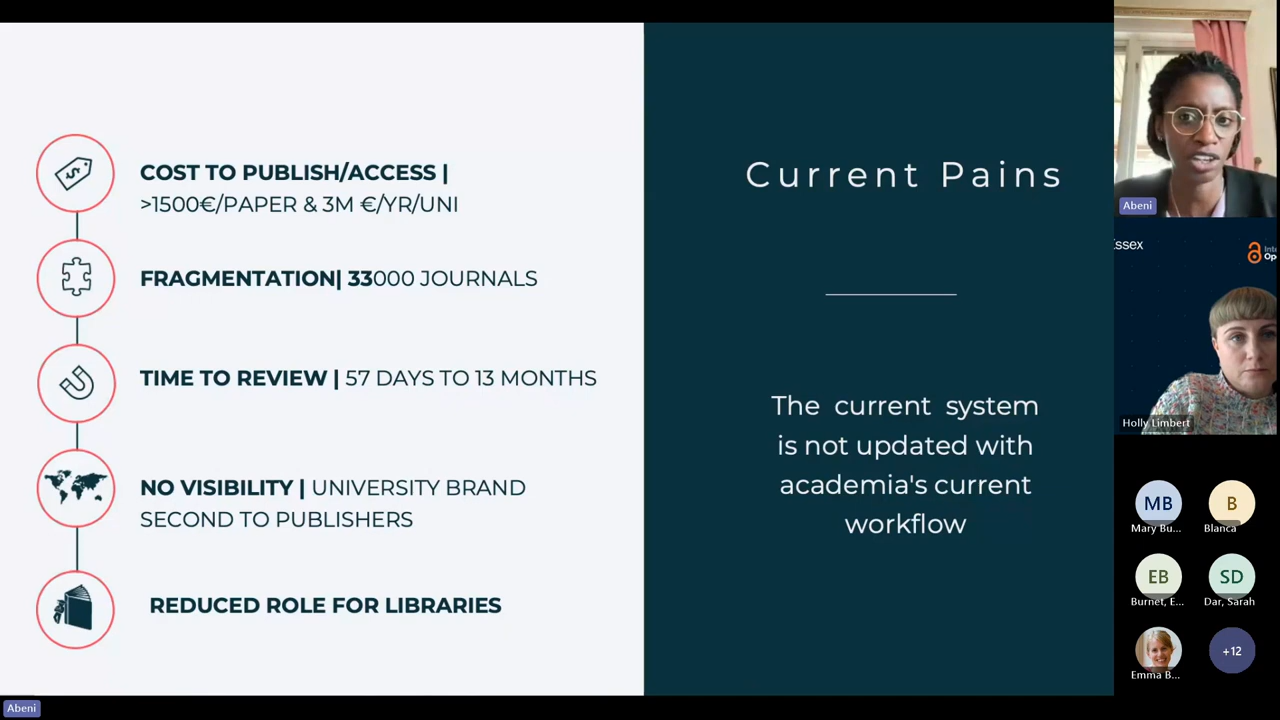 COST TO PUBLISH/ACCESS |
>1500€/PAPER & 3M €/YR/UNI
FRAGMENTATION| 33000 JOURNALS
TIME TO REVIEW | 57 DAYS TO 13 MONTHS
NO VISIBILITY | UNIVERSITY BRAND
SECOND TO PUBLISHERS
REDUCED ROLE FOR LIBRARIES
Current Pains
The current system
is not updated with
academia's current
workflow
Abeni
Essex
Inte
Op
Holly Limbert
MB
Mary Bu...
B
Blanca
EB
Burnet, E...
SD
Dar, Sarah
Emma B...
+12
Abeni